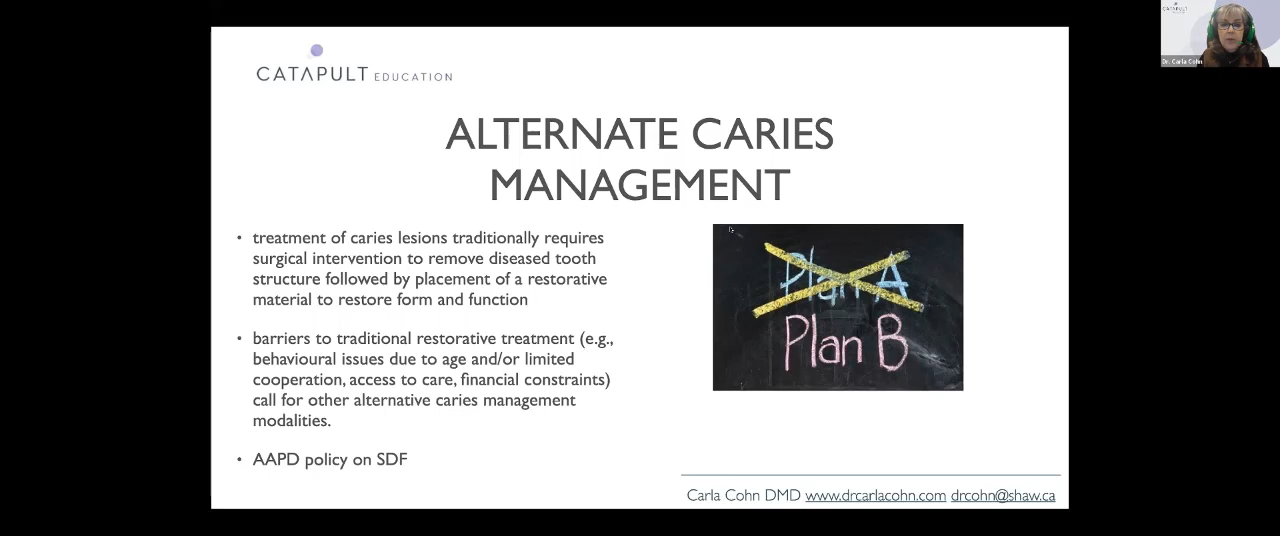 CATAPULT EDUCATION
ALTERNATE CARIES
MANAGEMENT
• treatment of caries lesions traditionally requires
surgical intervention to remove diseased tooth
structure followed by placement of a restorative
material to restore form and function
• barriers to traditional restorative treatment (e.g.,
behavioural issues due to age and/or limited
cooperation, access to care, financial constraints)
call for other alternative caries management
modalities.
• AAPD policy on SDF
Plan A
Plan B
Carla Cohn DMD www.drcarlacohn.com drcohn@shaw.ca
CATAPULT
Dr. Carla Cohn